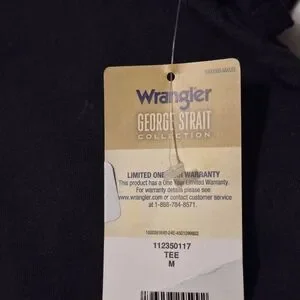 Wrangler
GEORGE STRAIT
COLLECTION
LIMITED ONE WARRANTY
This product has a One Year Limited Warranty.
For warranty details please see
www.wrangler.com or contact customer service
at 1-888-784-8571.
112350117
TEE
M